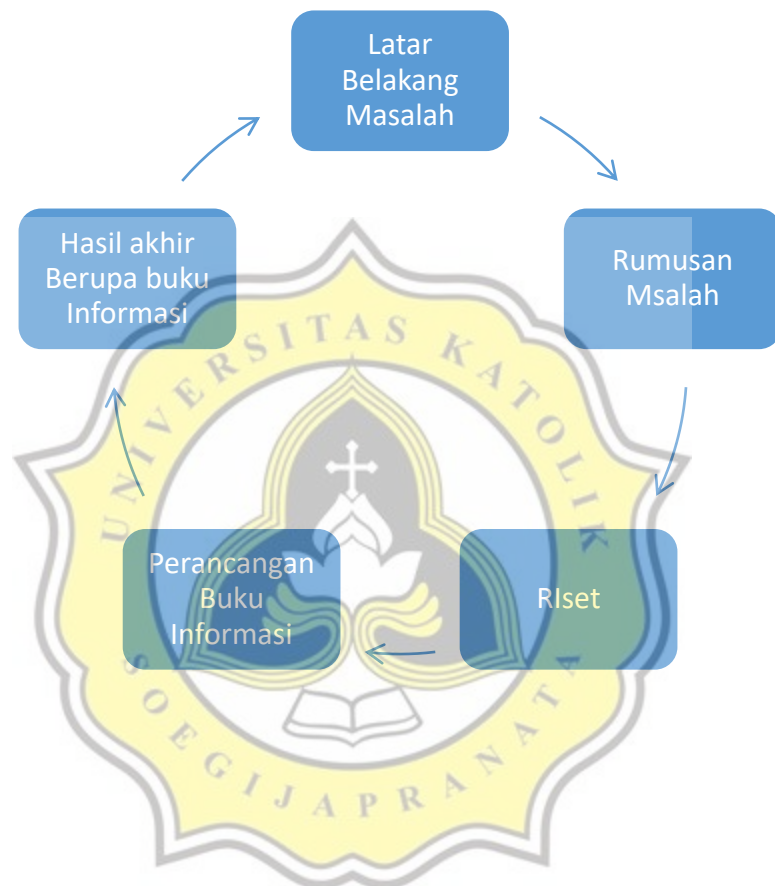 Latar
Belakang
Masalah
Rumusan
Msalah
RIset
Perancangan
Buku
Informasi
Hasil akhir
Berupa buku
Informasi
UNIVERSITAS KATOLIK
SOEGIJAPRANATA